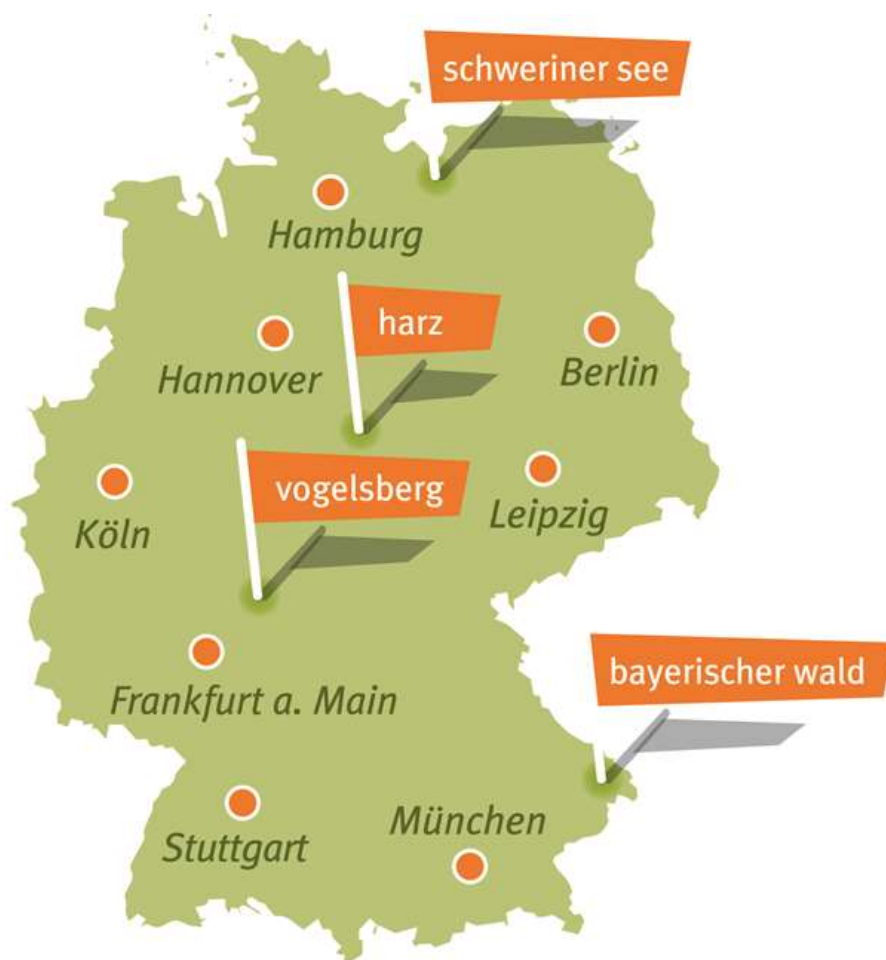 schweriner see
Hamburg
harz
Hannover
Berlin
vogelsberg
Köln
Leipzig
bayerischer wald
Frankfurt a. Main
München
Stuttgart